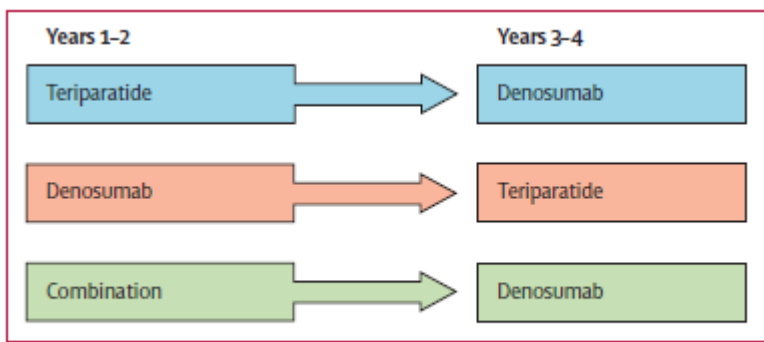 Years 1–2
Years 3–4
Teriparatide
Denosumab
Denosumab
Teriparatide
Combination
Denosumab